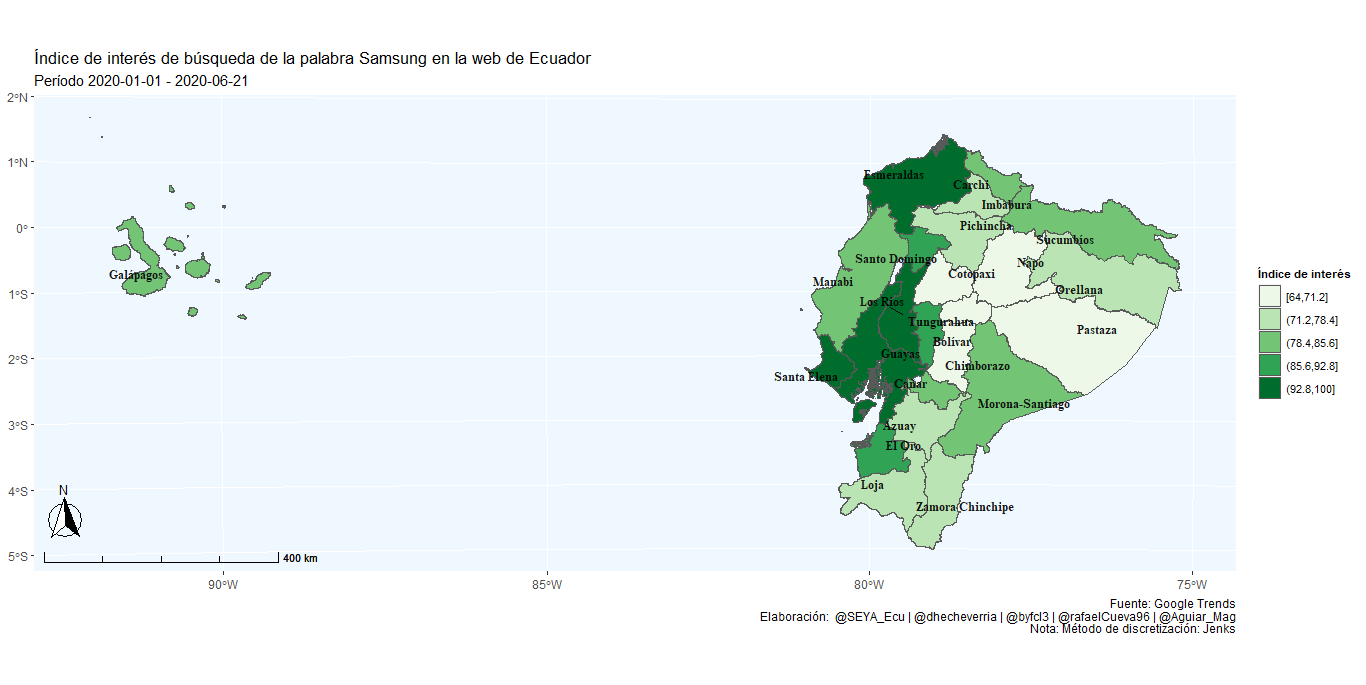 Índice de interés de búsqueda de la palabra Samsung en la web de Ecuador
Período 2020-01-01 - 2020-06-21
2°N
1°N
0°
1°S
2°S
3°S
4°S
5°S
90°W
85°W
80°W
75°W
Esmeraldas
Carchi
Imbabura
Pichincha
Sucumbíos
Santo Domingo
Napo
Cotopaxi
Galápagos
Manabí
Orellana
Los Ríos
Tungurahua
Pastaza
Bolívar
Guayas
Chimborazo
Santa Elena
Cañar
Morona-Santiago
Azuay
El Oro
Loja
Zamora Chinchipe
N
400 km
Índice de interés
[64,71.2]
(71.2,78.4]
(78.4,85.6]
(85.6,92.8]
(92.8,100]
Fuente: Google Trends
Elaboración: @SEYA_Ecu | @dhecheverria | @byfcl3 | @rafaelCueva96 | @Aguiar_Mag
Nota: Método de discretización: Jenks